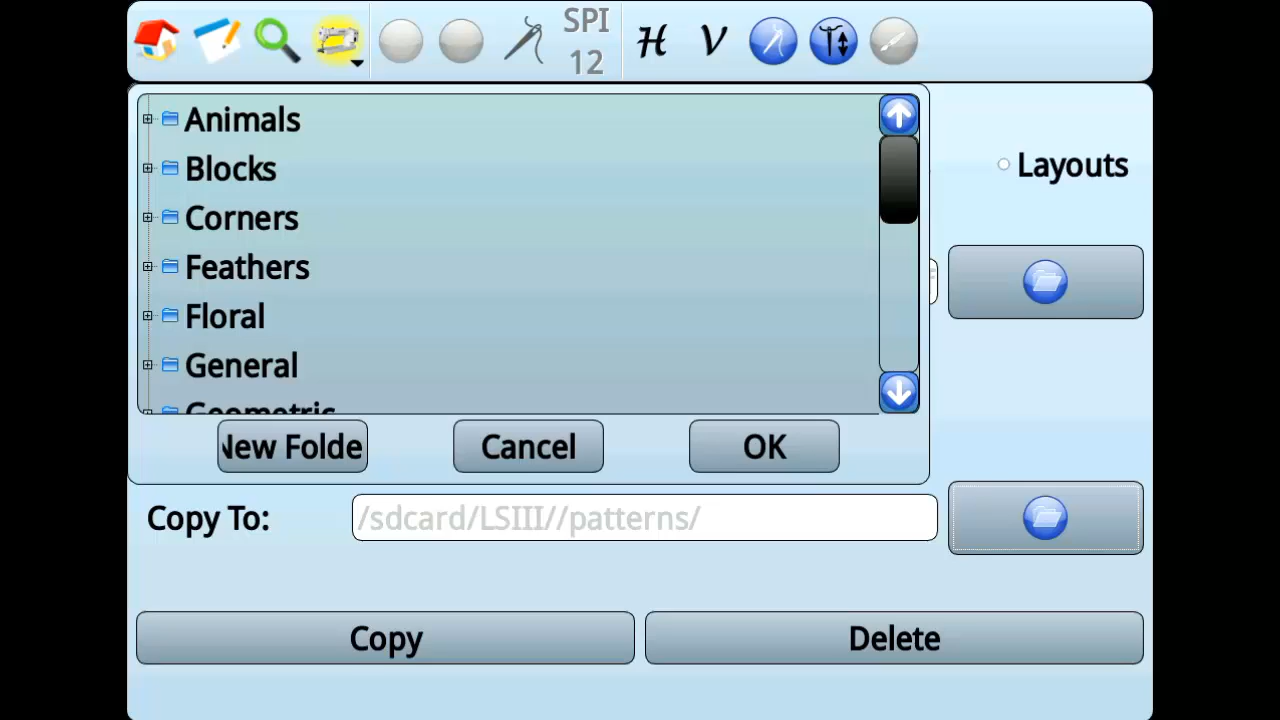 SPI
12
H V
Animals
Blocks
Corners
Feathers
Floral
General
Geometric
Layouts
New Folde
Cancel
OK
Copy To:
/sdcard/LSIII//patterns/
Copy
Delete